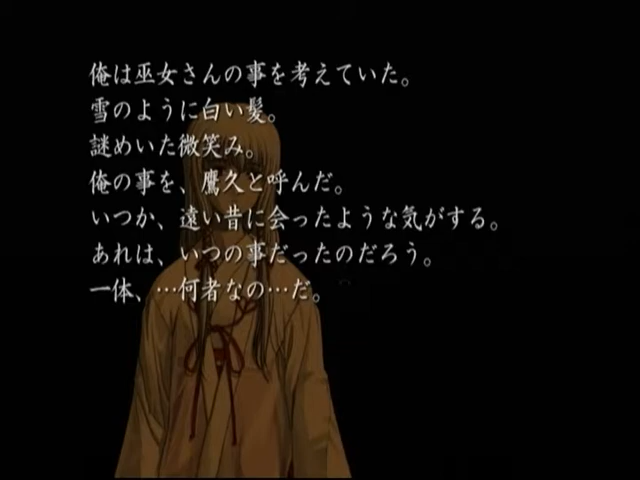 俺は巫女さんの事を考えていた。
雪のように白い髪。
謎めいた微笑み。
俺の事を、鷹久と呼んだ。
いつか、遠い昔に会ったような気がする。
あれは、いつの事だったのだろう。
一体、…何者なの…だ。